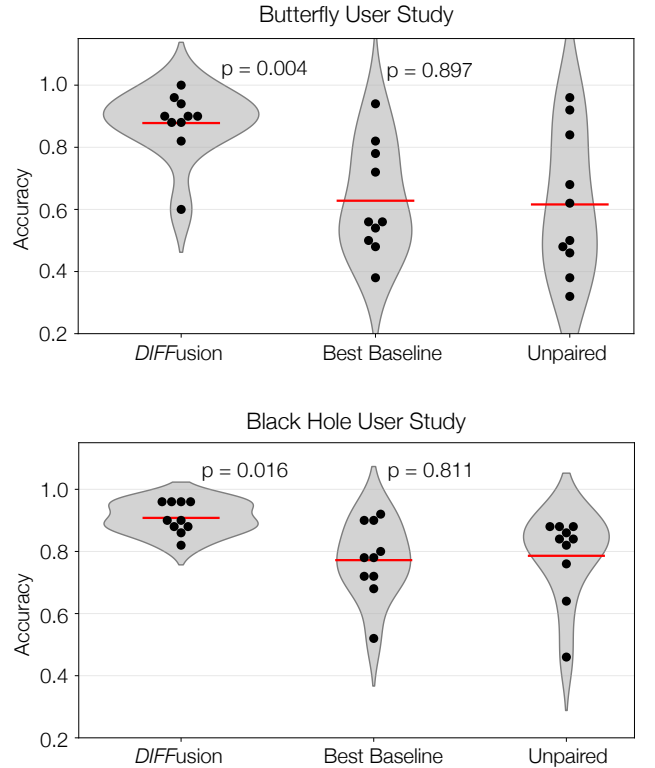 Butterfly User Study
p = 0.004
p = 0.897
1.0
0.8
0.6
0.4
0.2
Accuracy
DIFFusion
Best Baseline
Unpaired
Black Hole User Study
p = 0.016
p = 0.811
1.0
0.8
0.6
0.4
0.2
Accuracy
DIFFusion
Best Baseline
Unpaired